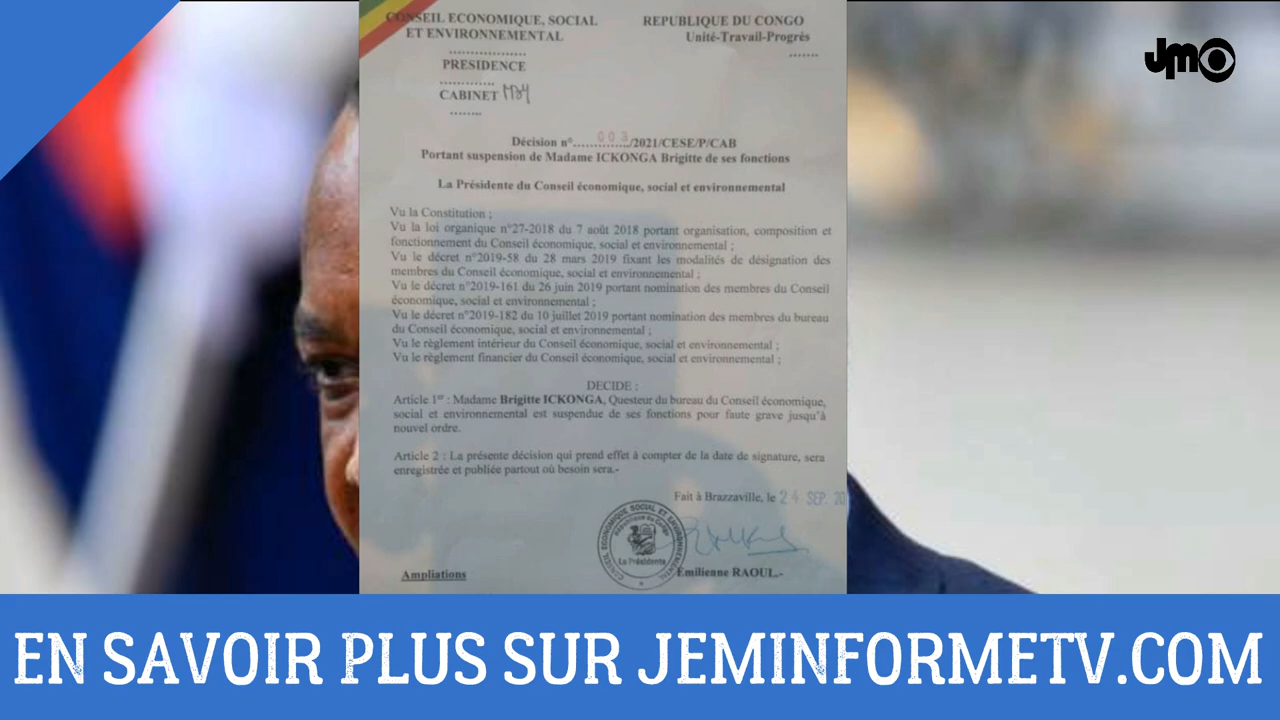 JMO
CONSEIL ECONOMIQUE, SOCIAL
ET ENVIRONNEMENTAL
..................
PRESIDENCE
.............
CABINET
........
REPUBLIQUE DU CONGO
Unité-Travail-Progrès
.......
Décision n°....003..../2021/CESE/P/CAB
Portant suspension de Madame ICKONGA Brigitte de ses fonctions
La Présidente du Conseil économique, social et environnemental
Vu la Constitution ;
Vu la loi organique n°27-2018 du 7 août 2018 portant organisation, composition et
fonctionnement du Conseil économique, social et environnemental ;
Vu le décret n°2019-58 du 28 mars 2019 fixant les modalités de désignation des
membres du Conseil économique, social et environnemental ;
Vu le décret n°2019-161 du 26 juin 2019 portant nomination des membres du Conseil
économique, social et environnemental ;
Vu le décret n°2019-182 du 10 juillet 2019 portant nomination des membres du bureau
du Conseil économique, social et environnemental ;
Vu le règlement intérieur du Conseil économique, social et environnemental ;
Vu le règlement financier du Conseil économique, social et environnemental ;
DECIDE :
Article 1er : Madame Brigitte ICKONGA, Questeur du bureau du Conseil économique,
social et environnemental est suspendue de ses fonctions pour faute grave jusqu'à
nouvel ordre.
Article 2 : La présente décision qui prend effet à compter de la date de signature, sera
enregistrée et publiée partout où besoin sera.-
Fait à Brazzaville, le 24 SEP. 20
CONSEIL ECONOMIQUE SOCIAL ET ENVIRONNEMENTAL
République du Congo
La Présidente
Emilienne RAOUL.-
Ampliations
EN SAVOIR PLUS SUR JEMINFORMETV.COM